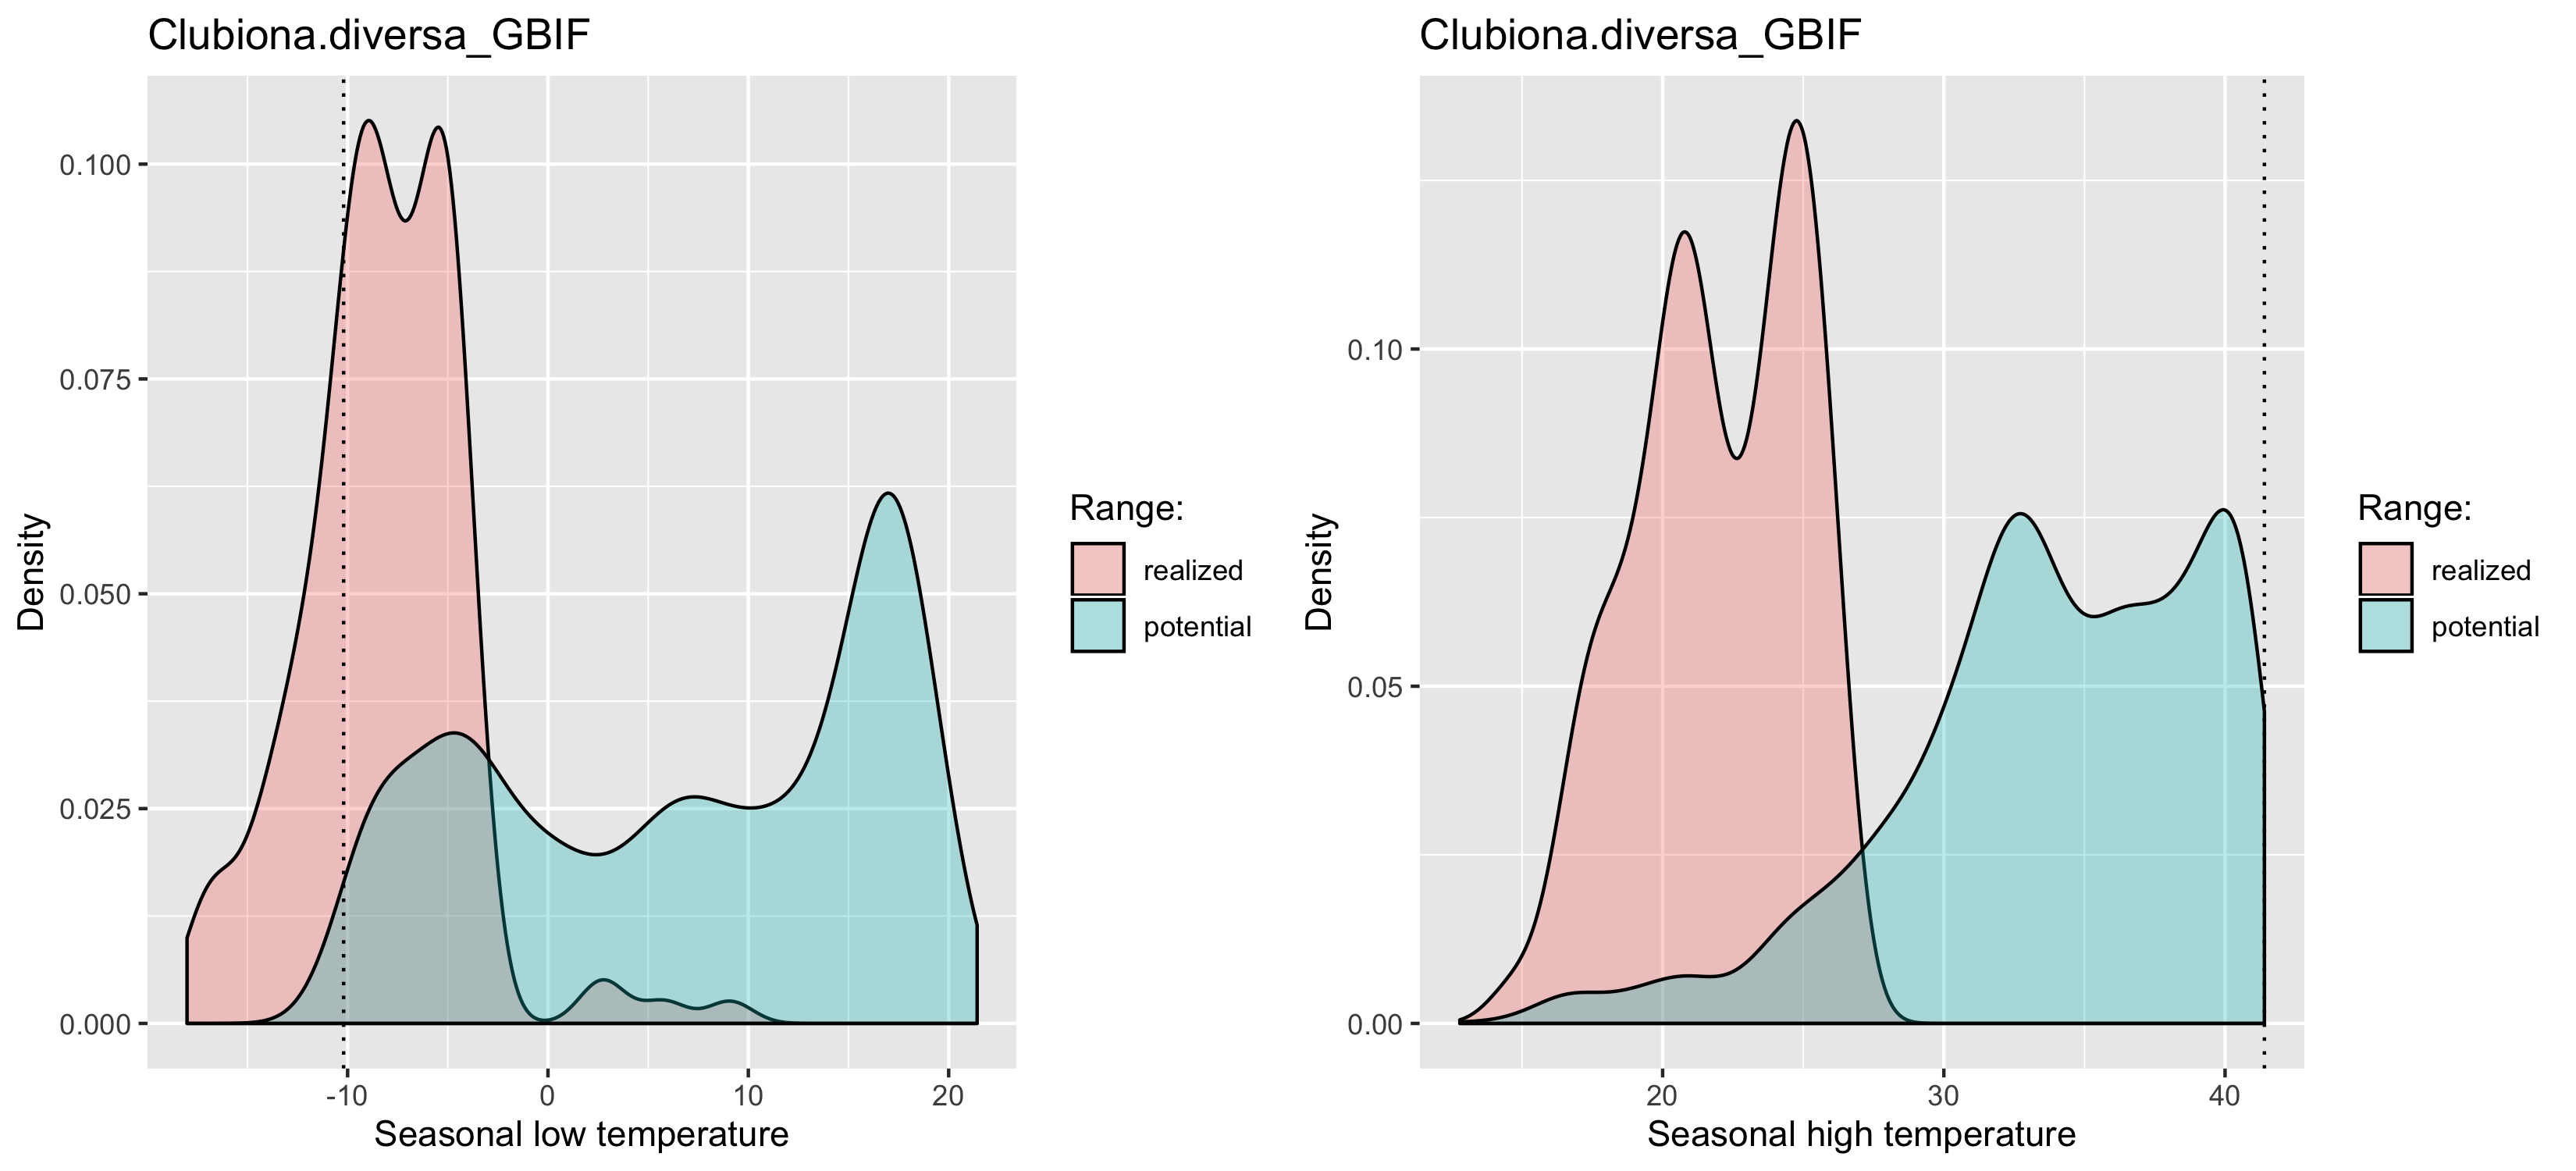 Clubiona.diversa_GBIF
Density
0.100
0.075
0.050
0.025
0.000
-10
0
10
20
Seasonal low temperature
Range:
realized
potential
Clubiona.diversa_GBIF
Density
0.10
0.05
0.00
20
30
40
Seasonal high temperature
Range:
realized
potential